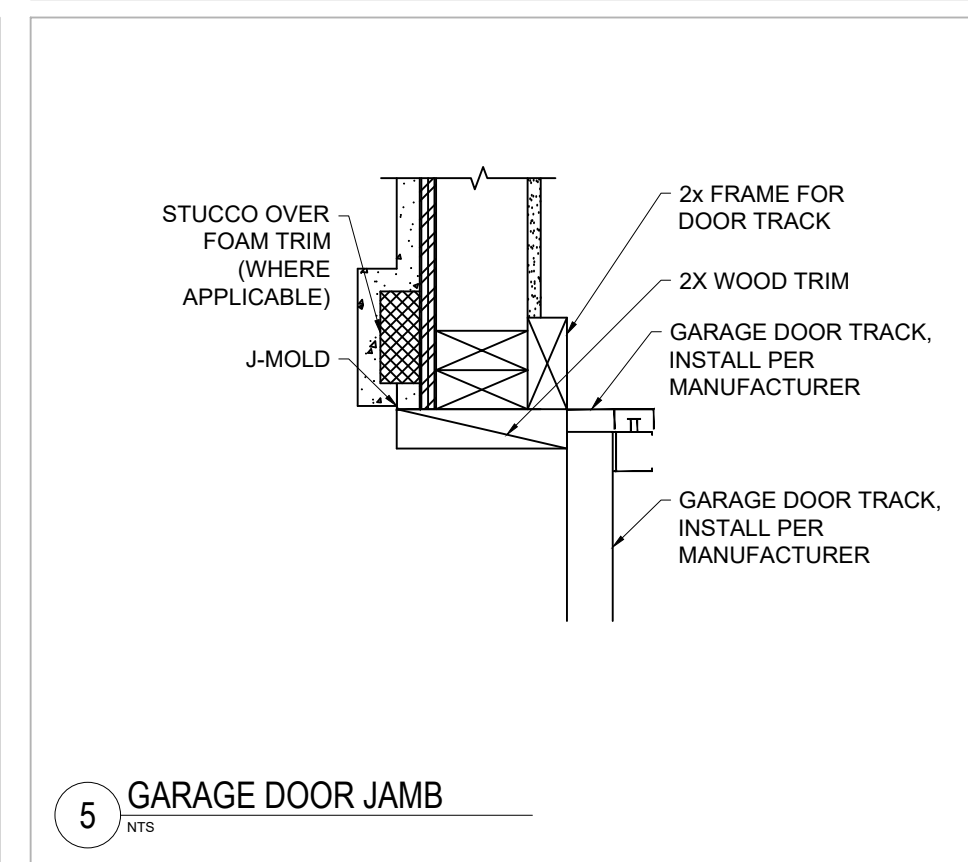 STUCCO OVER
FOAM TRIM
(WHERE
APPLICABLE)
J-MOLD
2x FRAME FOR
DOOR TRACK
2X WOOD TRIM
GARAGE DOOR TRACK,
INSTALL PER
MANUFACTURER
GARAGE DOOR TRACK,
INSTALL PER
MANUFACTURER
5
GARAGE DOOR JAMB
NTS